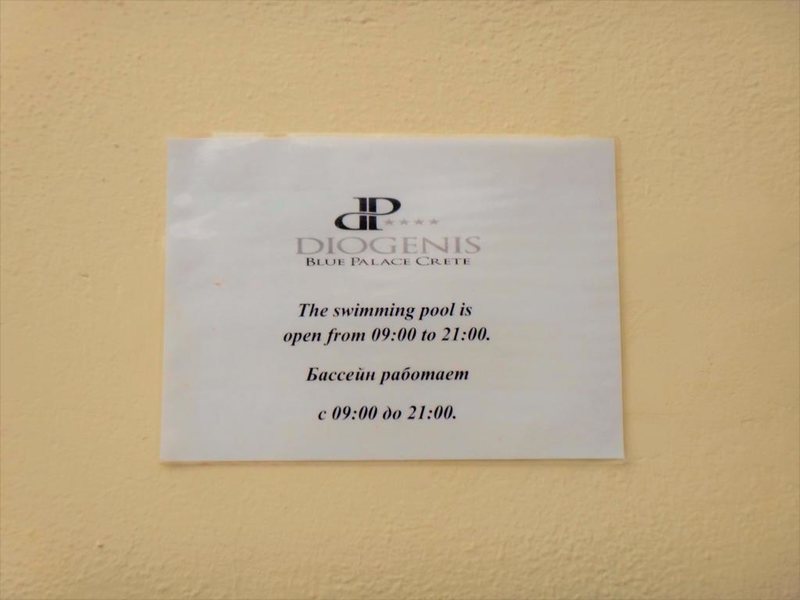 DIOGENIS
BLUE PALACE CRETE
The swimming pool is
open from 09:00 to 21:00.
Бассейн работает
с 09:00 до 21:00.